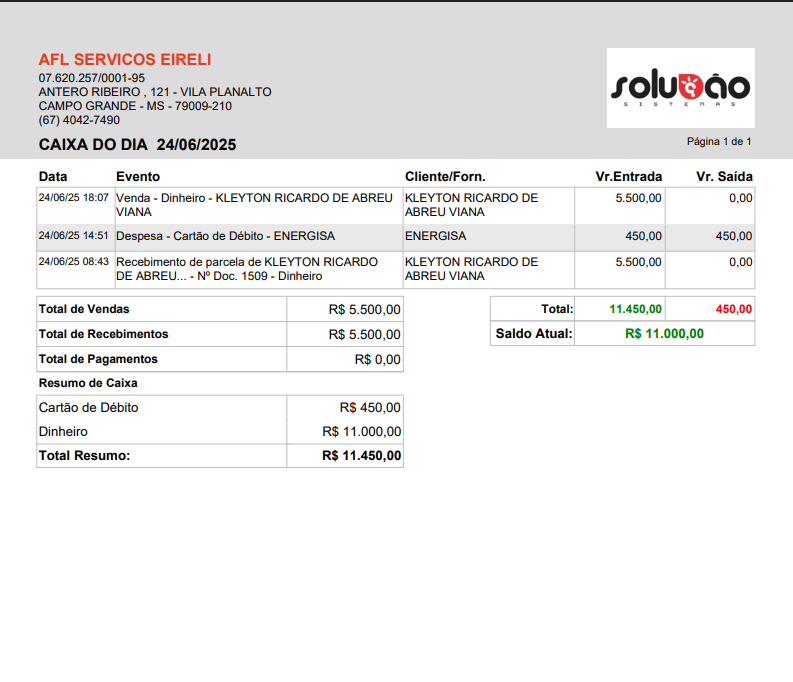 AFL SERVICOS EIRELI
07.620.257/0001-95
ANTERO RIBEIRO , 121 - VILA PLANALTO
CAMPO GRANDE - MS - 79009-210
(67) 4042-7490
solução
SISTEMAS
CAIXA DO DIA 24/06/2025
Página 1 de 1
Data Evento Cliente/Forn. Vr.Entrada Vr. Saída
24/06/25 18:07 Venda - Dinheiro - KLEYTON RICARDO DE ABREU KLEYTON RICARDO DE 5.500,00 0,00
VIANA ABREU VIANA
24/06/25 14:51 Despesa - Cartão de Débito - ENERGISA ENERGISA 450,00 450,00
24/06/25 08:43 Recebimento de parcela de KLEYTON RICARDO KLEYTON RICARDO DE 5.500,00 0,00
DE ABREU... - Nº Doc. 1509 - Dinheiro ABREU VIANA
Total de Vendas R$ 5.500,00 Total: 11.450,00 450,00
Total de Recebimentos R$ 5.500,00 Saldo Atual: R$ 11.000,00
Total de Pagamentos R$ 0,00
Resumo de Caixa
Cartão de Débito R$ 450,00
Dinheiro R$ 11.000,00
Total Resumo: R$ 11.450,00